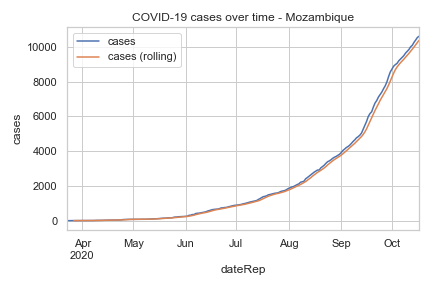 COVID-19 cases over time - Mozambique
cases
cases (rolling)
10000
8000
6000
4000
2000
0
cases
Apr May Jun Jul Aug Sep Oct
2020
dateRep